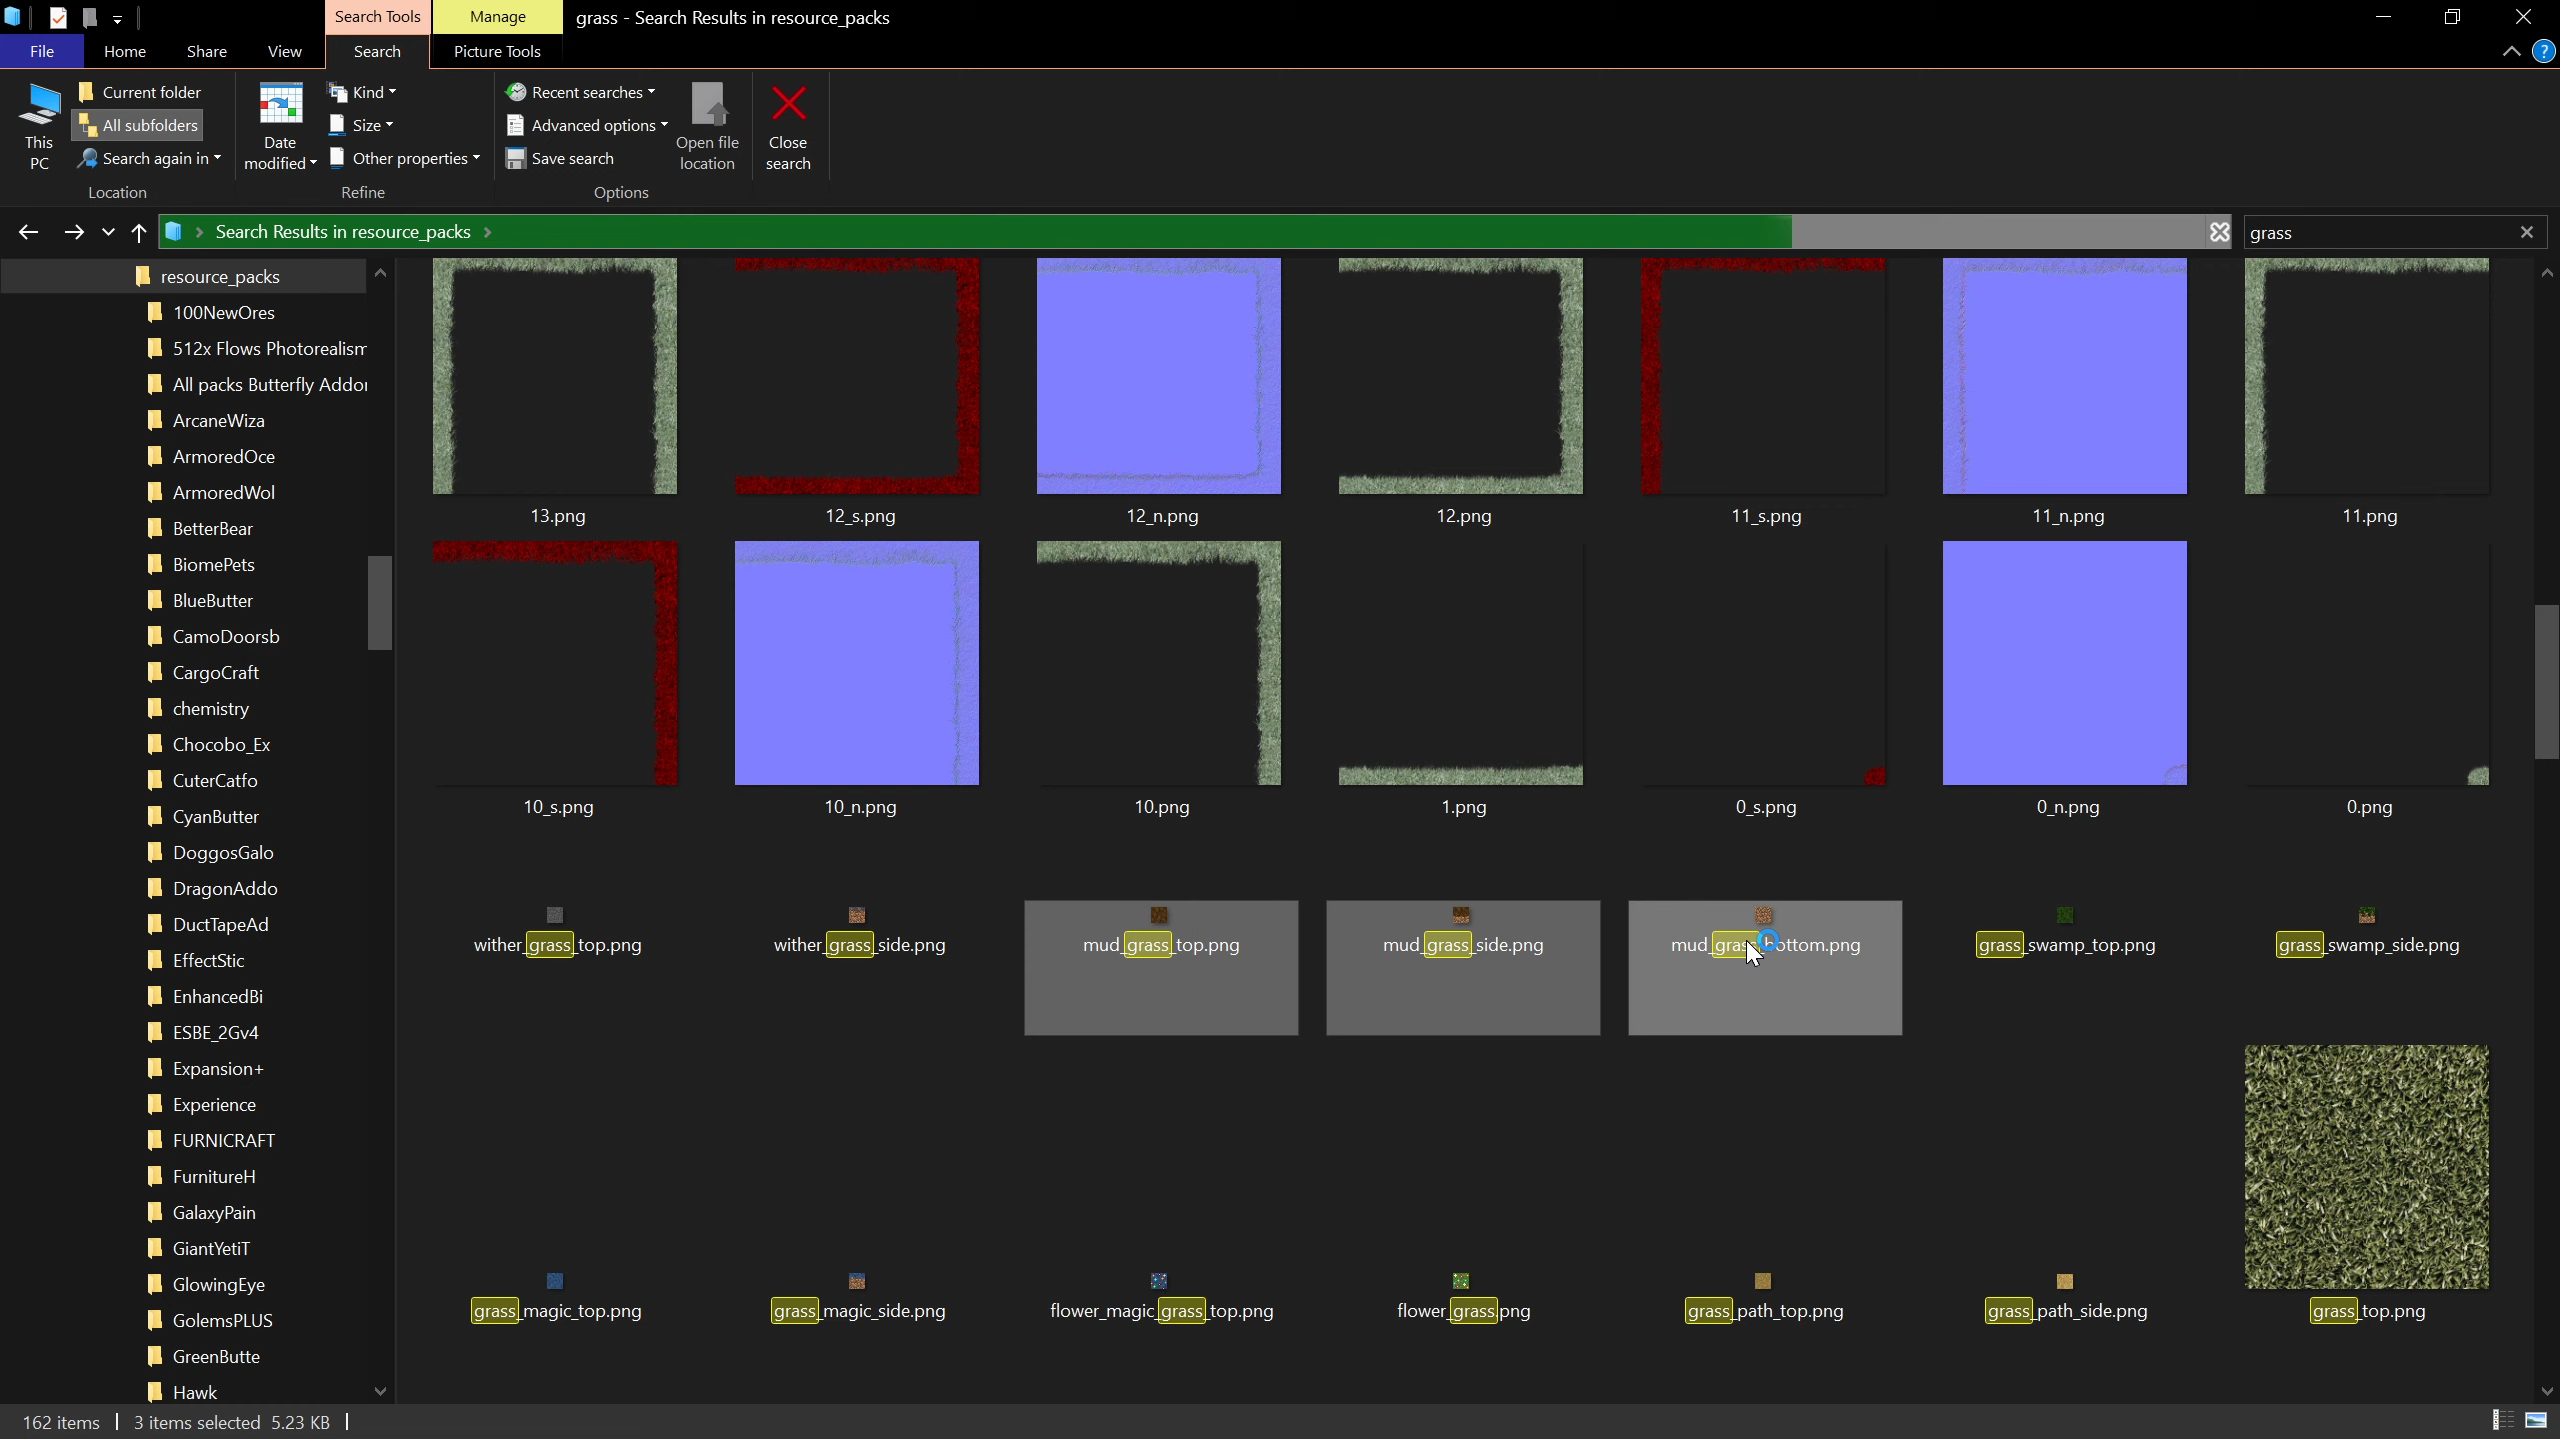 Search Tools
Manage
grass - Search Results in resource_packs
File
Home
Share
View
Search
Picture Tools
?
This PC
Current folder
All subfolders
Search again in
Location
Date modified
Kind
Size
Other properties
Refine
Recent searches
Advanced options
Save search
Options
Open file location
Close search
Search Results in resource_packs
grass
resource_packs
100NewOres
512x Flows Photorealism
All packs Butterfly Addo
ArcaneWiza
ArmoredOce
ArmoredWol
BetterBear
BiomePets
BlueButter
CamoDoorsb
CargoCraft
chemistry
Chocobo_Ex
CuterCatfo
CyanButter
DoggosGalo
DragonAddo
DuctTapeAd
EffectStic
EnhancedBi
ESBE_2Gv4
Expansion+
Experience
FURNICRAFT
FurnitureH
GalaxyPain
GiantYetiT
GlowingEye
GolemsPLUS
GreenButte
Hawk
13.png
12_s.png
12_n.png
12.png
11_s.png
11_n.png
11.png
10_s.png
10_n.png
10.png
1.png
0_s.png
0_n.png
0.png
wither_grass_top.png
wither_grass_side.png
mud_grass_top.png
mud_grass_side.png
mud_grass_bottom.png
grass_swamp_top.png
grass_swamp_side.png
grass_magic_top.png
grass_magic_side.png
flower_magic_grass_top.png
flower_grass.png
grass_path_top.png
grass_path_side.png
grass_top.png
162 items
3 items selected 5.23 KB